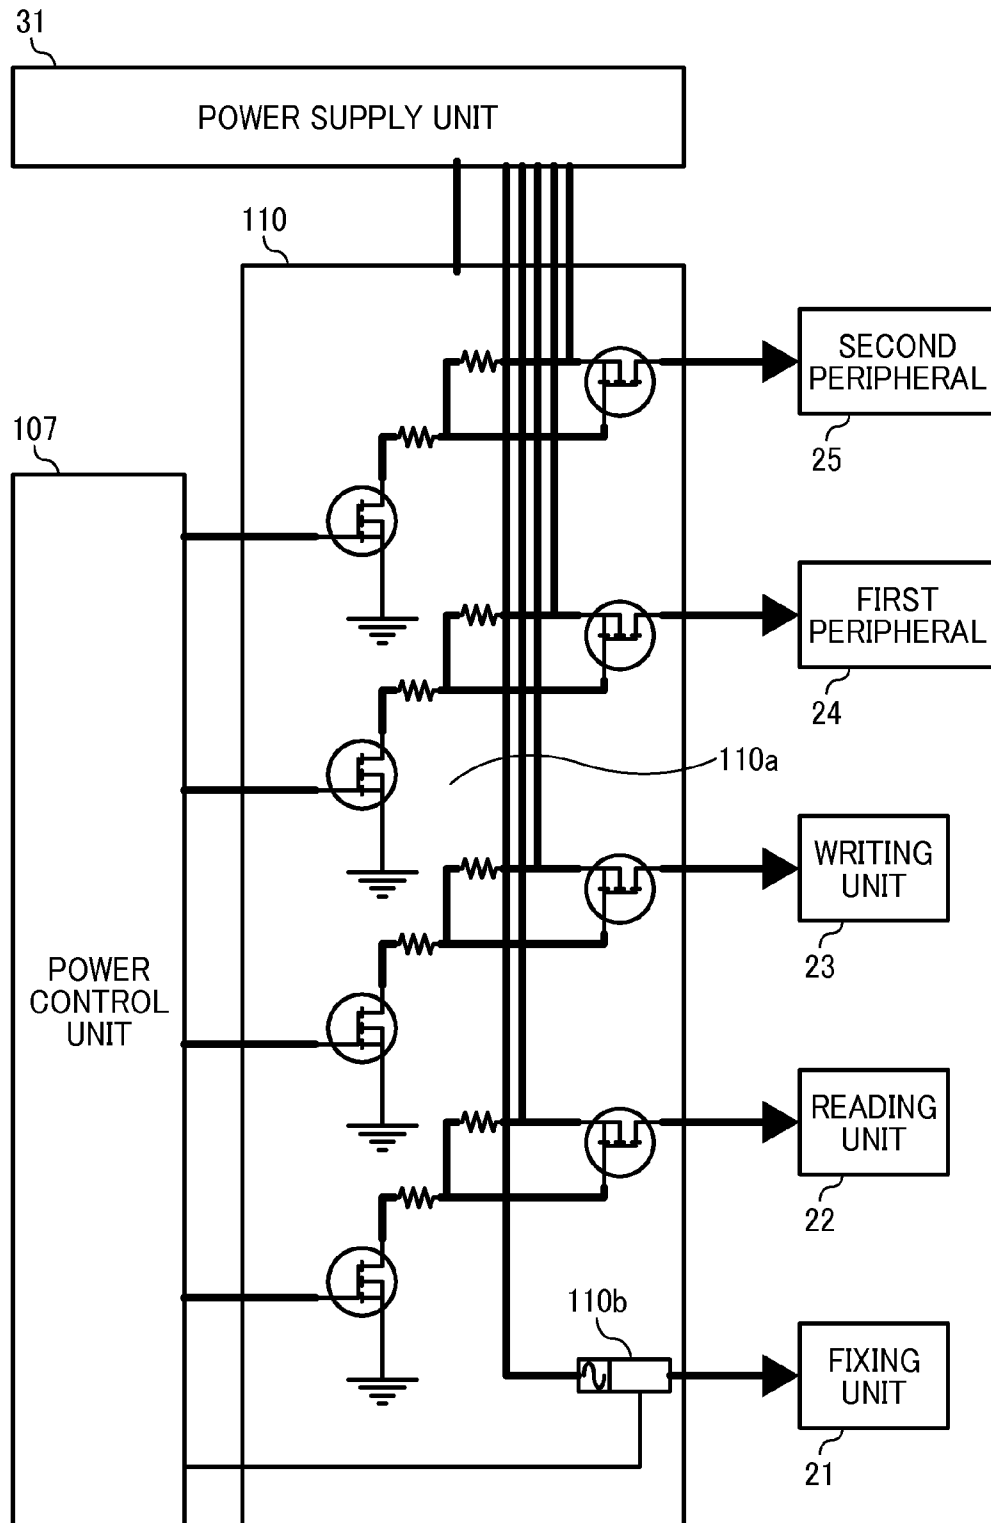 31
POWER SUPPLY UNIT
110
SECOND
PERIPHERAL
25
107
FIRST
PERIPHERAL
24
110a
WRITING
UNIT
23
POWER
CONTROL
UNIT
READING
UNIT
22
110b
FIXING
UNIT
21